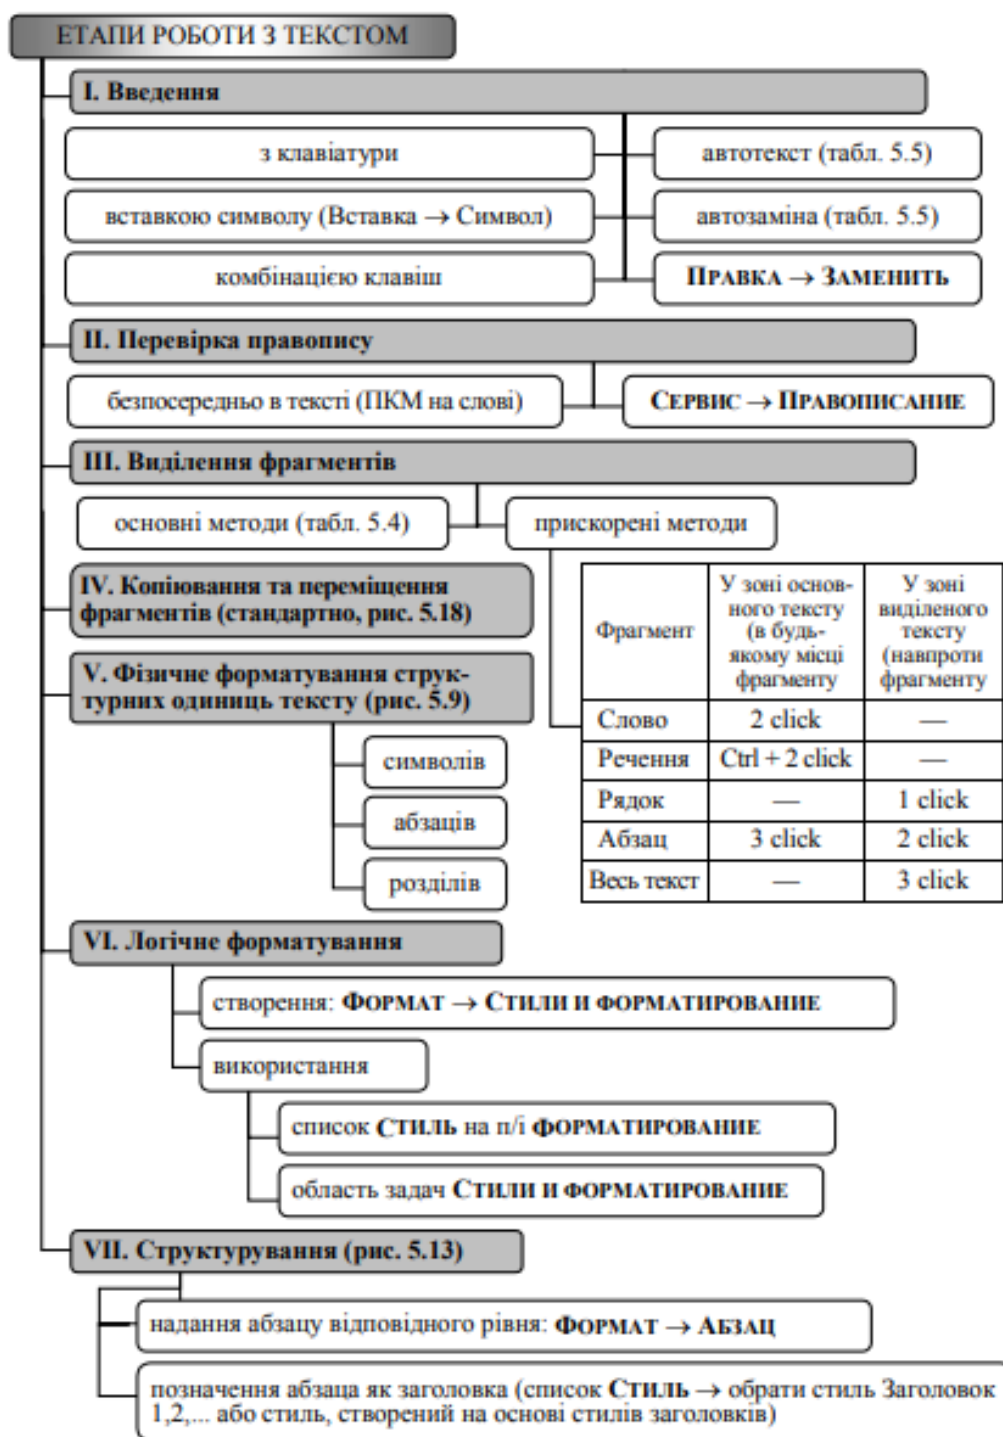 ЕТАПИ РОБОТИ З ТЕКСТОМ
I. Введення
з клавіатури
автотекст (табл. 5.5)
вставкою символу (Вставка → Символ)
автозаміна (табл. 5.5)
комбінацією клавіш
ПРАВКА → ЗАМЕНИТЬ
II. Перевірка правопису
безпосередньо в тексті (ПКМ на слові)
СЕРВИС → ПРАВОПИСАНИЕ
III. Виділення фрагментів
основні методи (табл. 5.4)
прискорені методи
IV. Копіювання та переміщення
фрагментів (стандартно, рис. 5.18)
V. Фізичне форматування струк-
турних одиниць тексту (рис. 5.9)
символів
абзаців
розділів
Фрагмент
У зоні основ-
ного тексту
(в будь-
якому місці
фрагменту
У зоні
виділеного
тексту
(навпроти
фрагменту
Слово 2 click —
Речення Ctrl + 2 click —
Рядок — 1 click
Абзац 3 click 2 click
Весь текст — 3 click
VI. Логічне форматування
створення: ФОРМАТ → СТИЛИ И ФОРМАТИРОВАНИЕ
використання
список СТИЛЬ на п/і ФОРМАТИРОВАНИЕ
область задач СТИЛИ И ФОРМАТИРОВАНИЕ
VII. Структурування (рис. 5.13)
надання абзацу відповідного рівня: ФОРМАТ → АБЗАЦ
позначення абзаца як заголовка (список СТИЛЬ → обрати стиль Заголовок
1,2,... або стиль, створений на основі стилів заголовків)